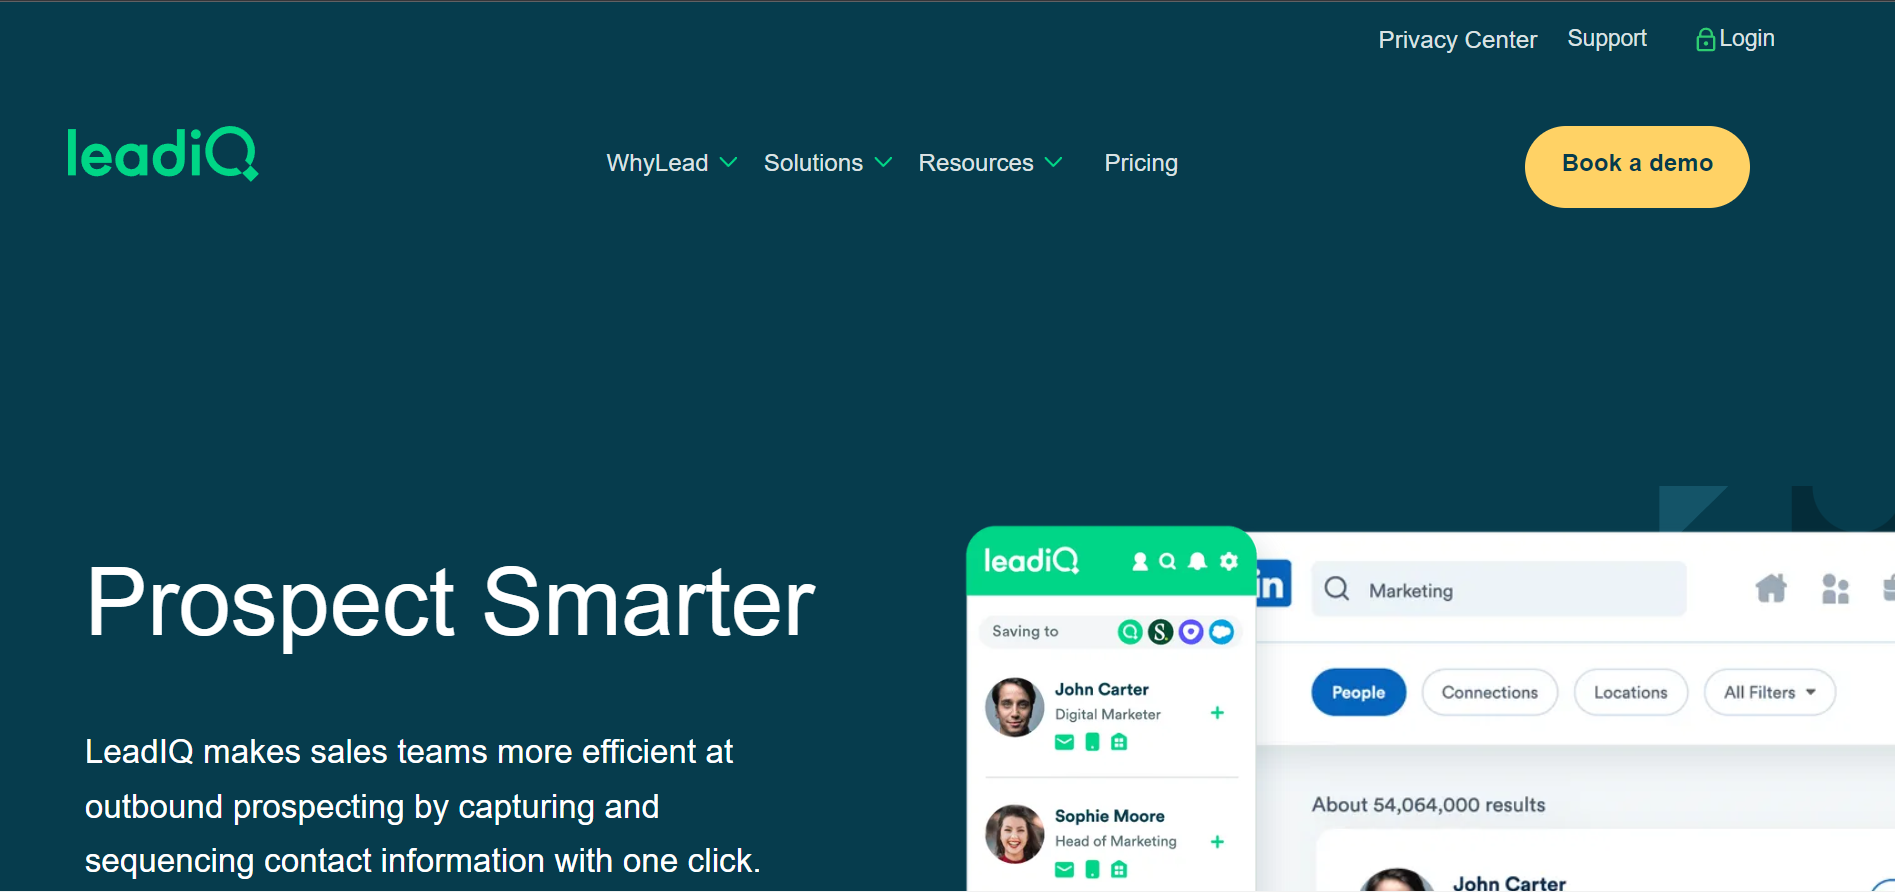 Privacy Center Support Login
leadiQ
WhyLead Solutions Resources Pricing
Book a demo
Prospect Smarter
LeadIQ makes sales teams more efficient at
outbound prospecting by capturing and
sequencing contact information with one click.
leadiQ
Saving to
S.
John Carter
Digital Marketer
Sophie Moore
Head of Marketing
in
Marketing
People Connections Locations All Filters
About 54,064,000 results
John Carter